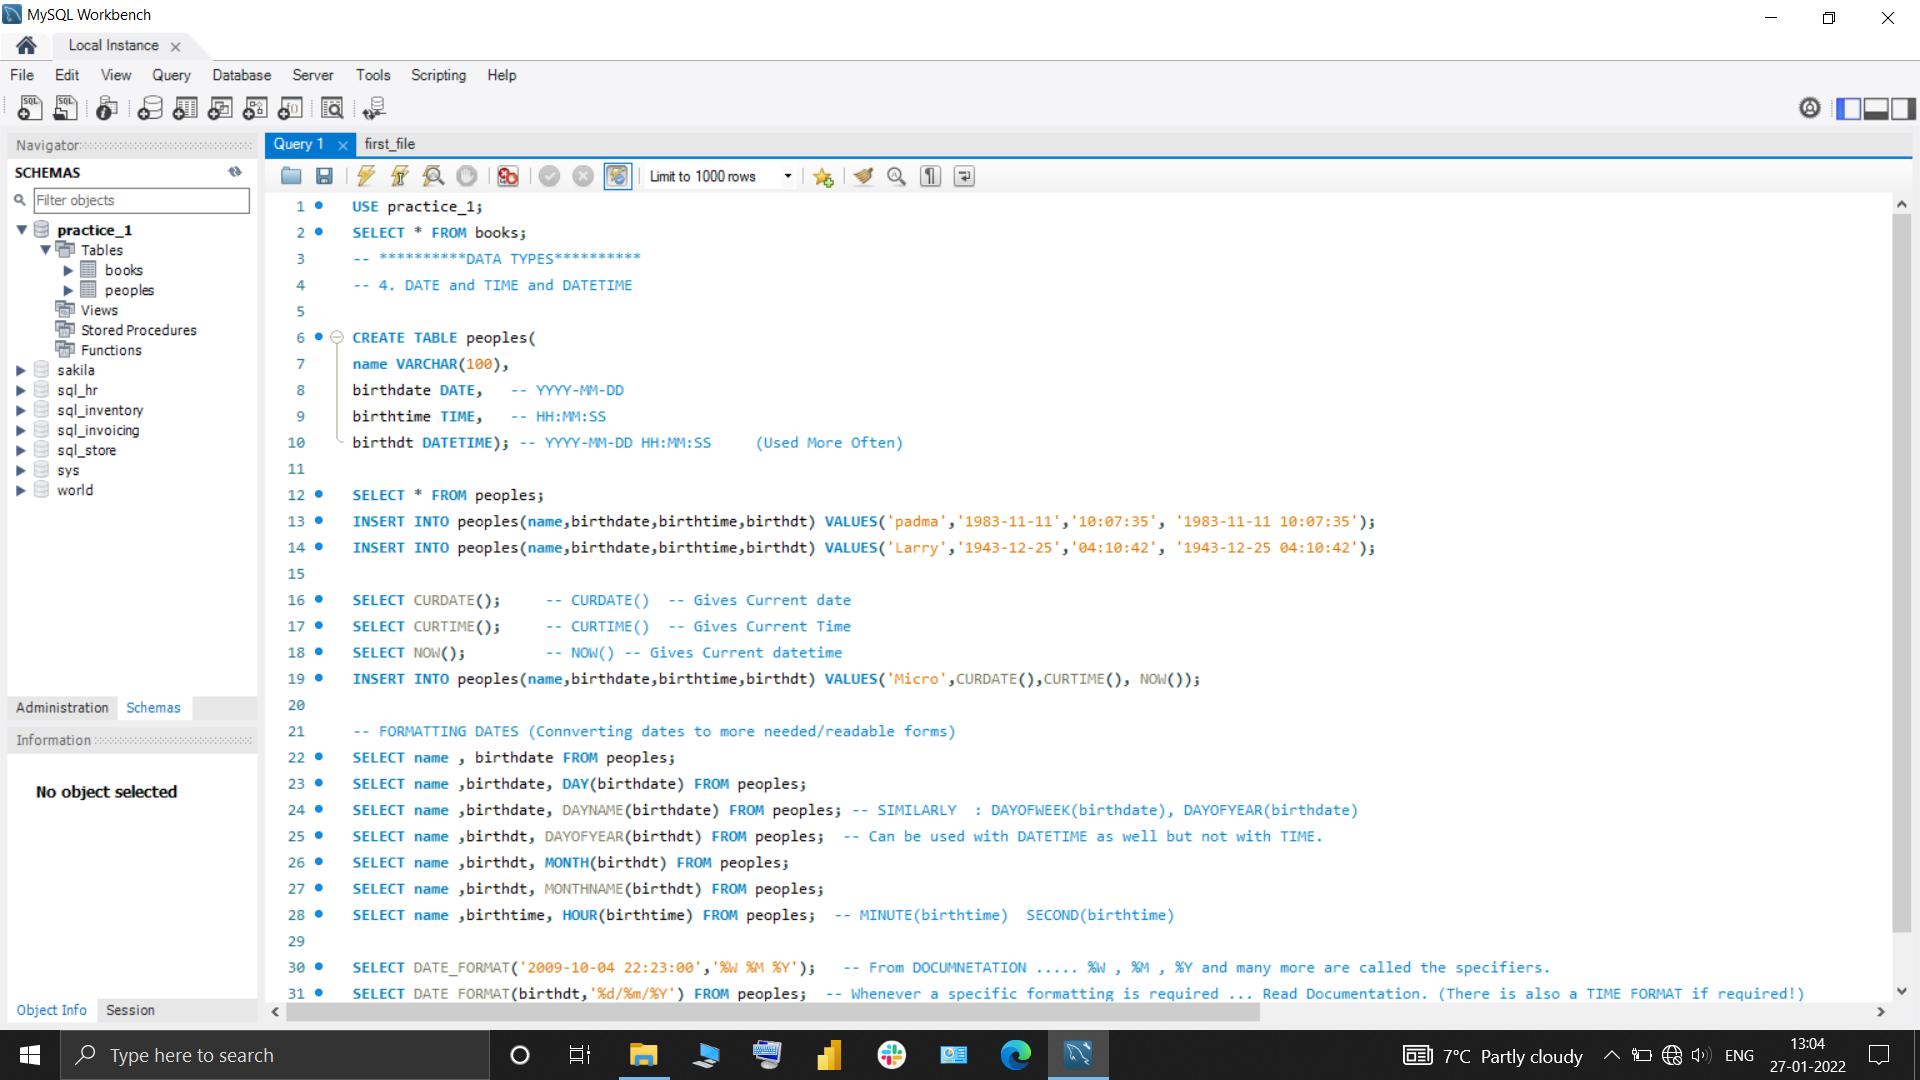 MySQL Workbench
Local Instance
File Edit View Query Database Server Tools Scripting Help
Navigator
SCHEMAS
Filter objects
practice_1
Tables
books
peoples
Views
Stored Procedures
Functions
sakila
sql_hr
sql_inventory
sql_invoicing
sql_store
sys
world
Administration Schemas
Information
No object selected
Object Info Session
Query 1 first_file
Limit to 1000 rows
1 USE practice_1;
2 SELECT * FROM books;
3 -- **********DATA TYPES**********
4 -- 4. DATE and TIME and DATETIME
5
6 CREATE TABLE peoples(
7 name VARCHAR(100),
8 birthdate DATE,   -- YYYY-MM-DD
9 birthtime TIME,   -- HH:MM:SS
10 birthdt DATETIME); -- YYYY-MM-DD HH:MM:SS     (Used More Often)
11
12 SELECT * FROM peoples;
13 INSERT INTO peoples(name,birthdate,birthtime,birthdt) VALUES('padma','1983-11-11','10:07:35', '1983-11-11 10:07:35');
14 INSERT INTO peoples(name,birthdate,birthtime,birthdt) VALUES('Larry','1943-12-25','04:10:42', '1943-12-25 04:10:42');
15
16 SELECT CURDATE();     -- CURDATE()  -- Gives Current date
17 SELECT CURTIME();     -- CURTIME()  -- Gives Current Time
18 SELECT NOW();         -- NOW() -- Gives Current datetime
19 INSERT INTO peoples(name,birthdate,birthtime,birthdt) VALUES('Micro',CURDATE(),CURTIME(), NOW());
20
21 -- FORMATTING DATES (Connverting dates to more needed/readable forms)
22 SELECT name , birthdate FROM peoples;
23 SELECT name ,birthdate, DAY(birthdate) FROM peoples;
24 SELECT name ,birthdate, DAYNAME(birthdate) FROM peoples; -- SIMILARLY  : DAYOFWEEK(birthdate), DAYOFYEAR(birthdate)
25 SELECT name ,birthdt, DAYOFYEAR(birthdt) FROM peoples;  -- Can be used with DATETIME as well but not with TIME.
26 SELECT name ,birthdt, MONTH(birthdt) FROM peoples;
27 SELECT name ,birthdt, MONTHNAME(birthdt) FROM peoples;
28 SELECT name ,birthtime, HOUR(birthtime) FROM peoples;  -- MINUTE(birthtime)  SECOND(birthtime)
29
30 SELECT DATE_FORMAT('2009-10-04 22:23:00','%W %M %Y');   -- From DOCUMNETATION ..... %W , %M , %Y and many more are called the specifiers.
31 SELECT DATE_FORMAT(birthdt,'%d/%m/%Y') FROM peoples;  -- Whenever a specific formatting is required ... Read Documentation. (There is also a TIME_FORMAT if required!)
Type here to search
7°C Partly cloudy
ENG
13:04
27-01-2022